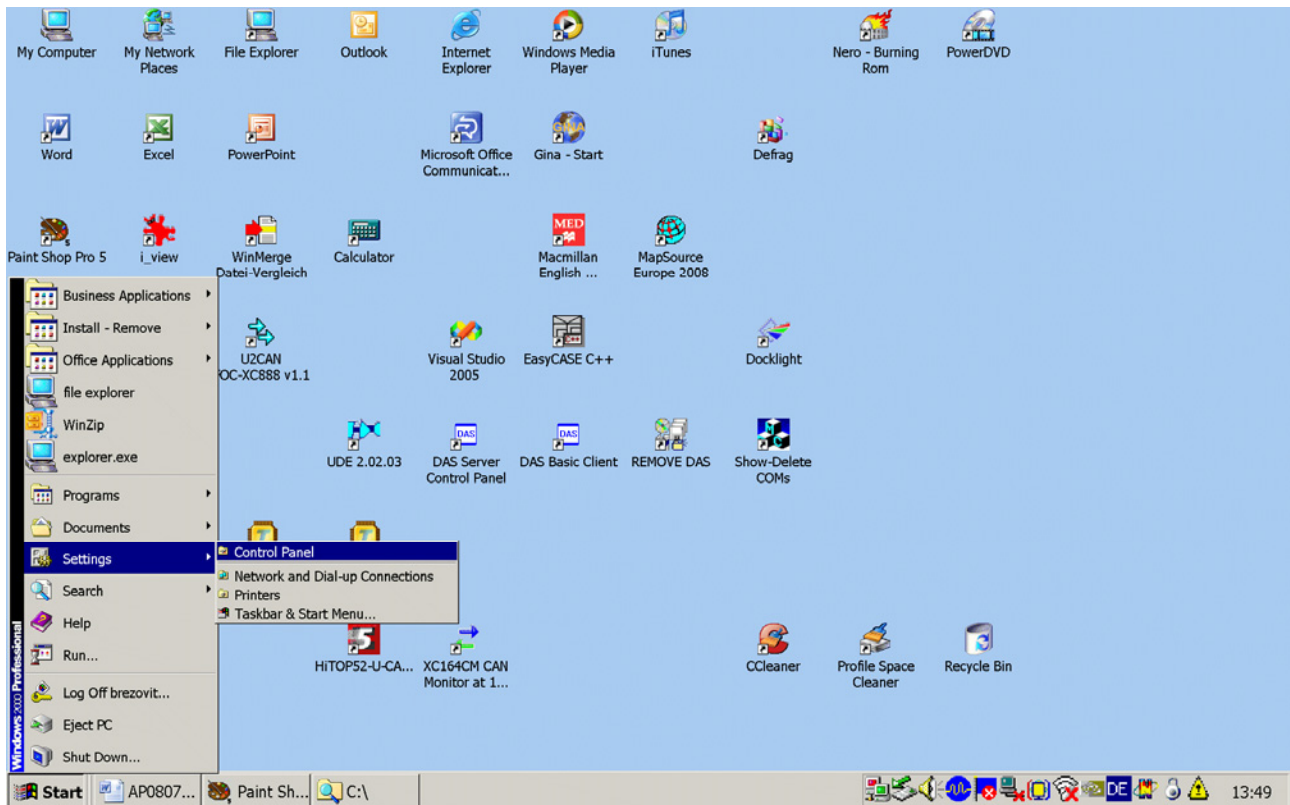 My Computer
My Network
Places
File Explorer
Outlook
Internet
Explorer
Windows Media
Player
iTunes
Nero - Burning
Rom
PowerDVD
Word
Excel
PowerPoint
Microsoft Office
Communicat...
Gina - Start
Defrag
Paint Shop Pro 5
i_view
WinMerge
Datei-Vergleich
Calculator
MED
Macmillan
English ...
MapSource
Europe 2008
U2CAN
Visual Studio
2005
EasyCASE C++
Docklight
UDE 2.02.03
DAS
DAS Server
Control Panel
DAS
DAS Basic Client
REMOVE DAS
Show-Delete
COMs
HiTOP52-U-CA...
XC164CM CAN
Monitor at 1...
CCleaner
Profile Space
Cleaner
Recycle Bin
Business Applications
Install - Remove
Office Applications
file explorer
WinZip
explorer.exe
Programs
Documents
Settings
Search
Help
Run...
Log Off brezovit...
Eject PC
Shut Down...
Windows 2000 Professional
Control Panel
Network and Dial-up Connections
Printers
Taskbar & Start Menu...
Start
AP0807...
Paint Sh...
C:\
DE
13:49